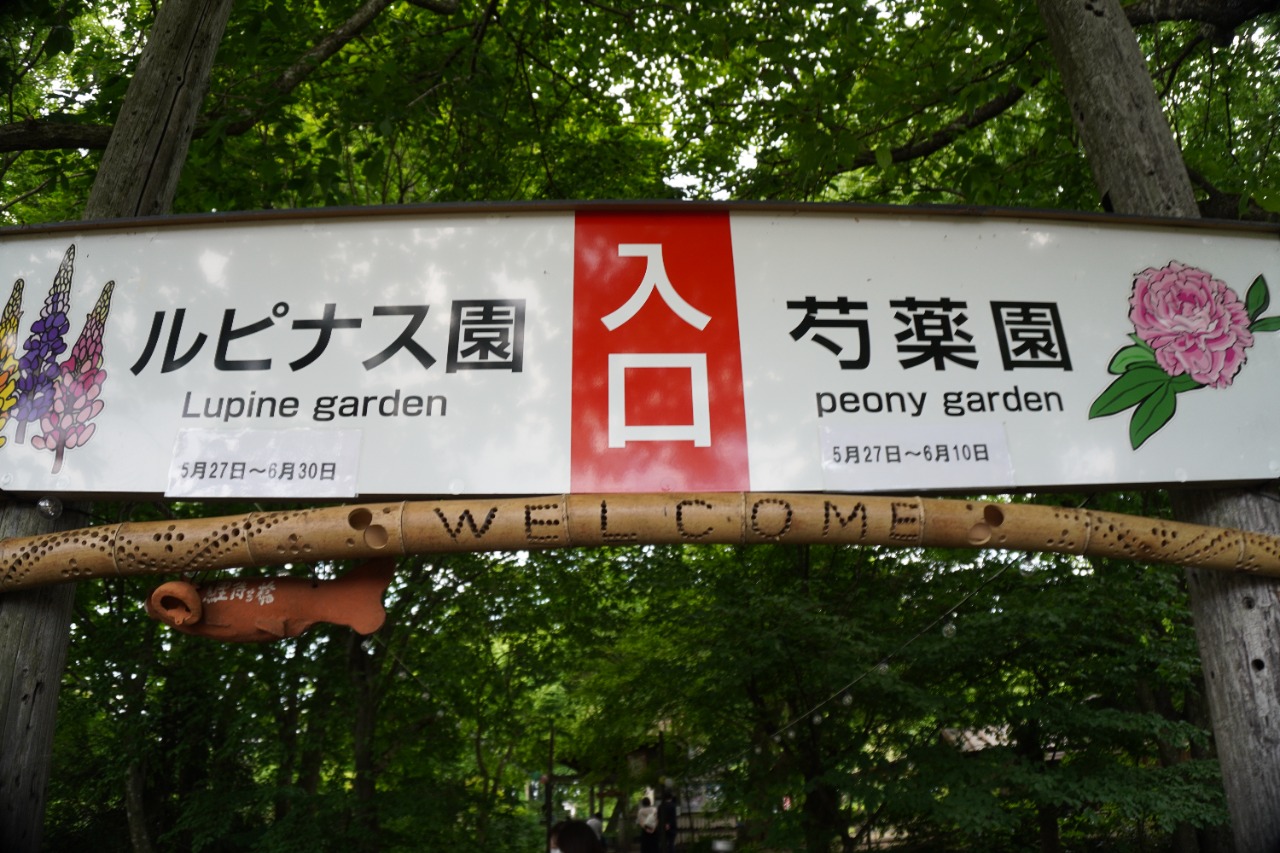 ルピナス園
Lupine garden
5月27日～6月30日
入口
芍薬園
peony garden
5月27日～6月10日
WELCOME